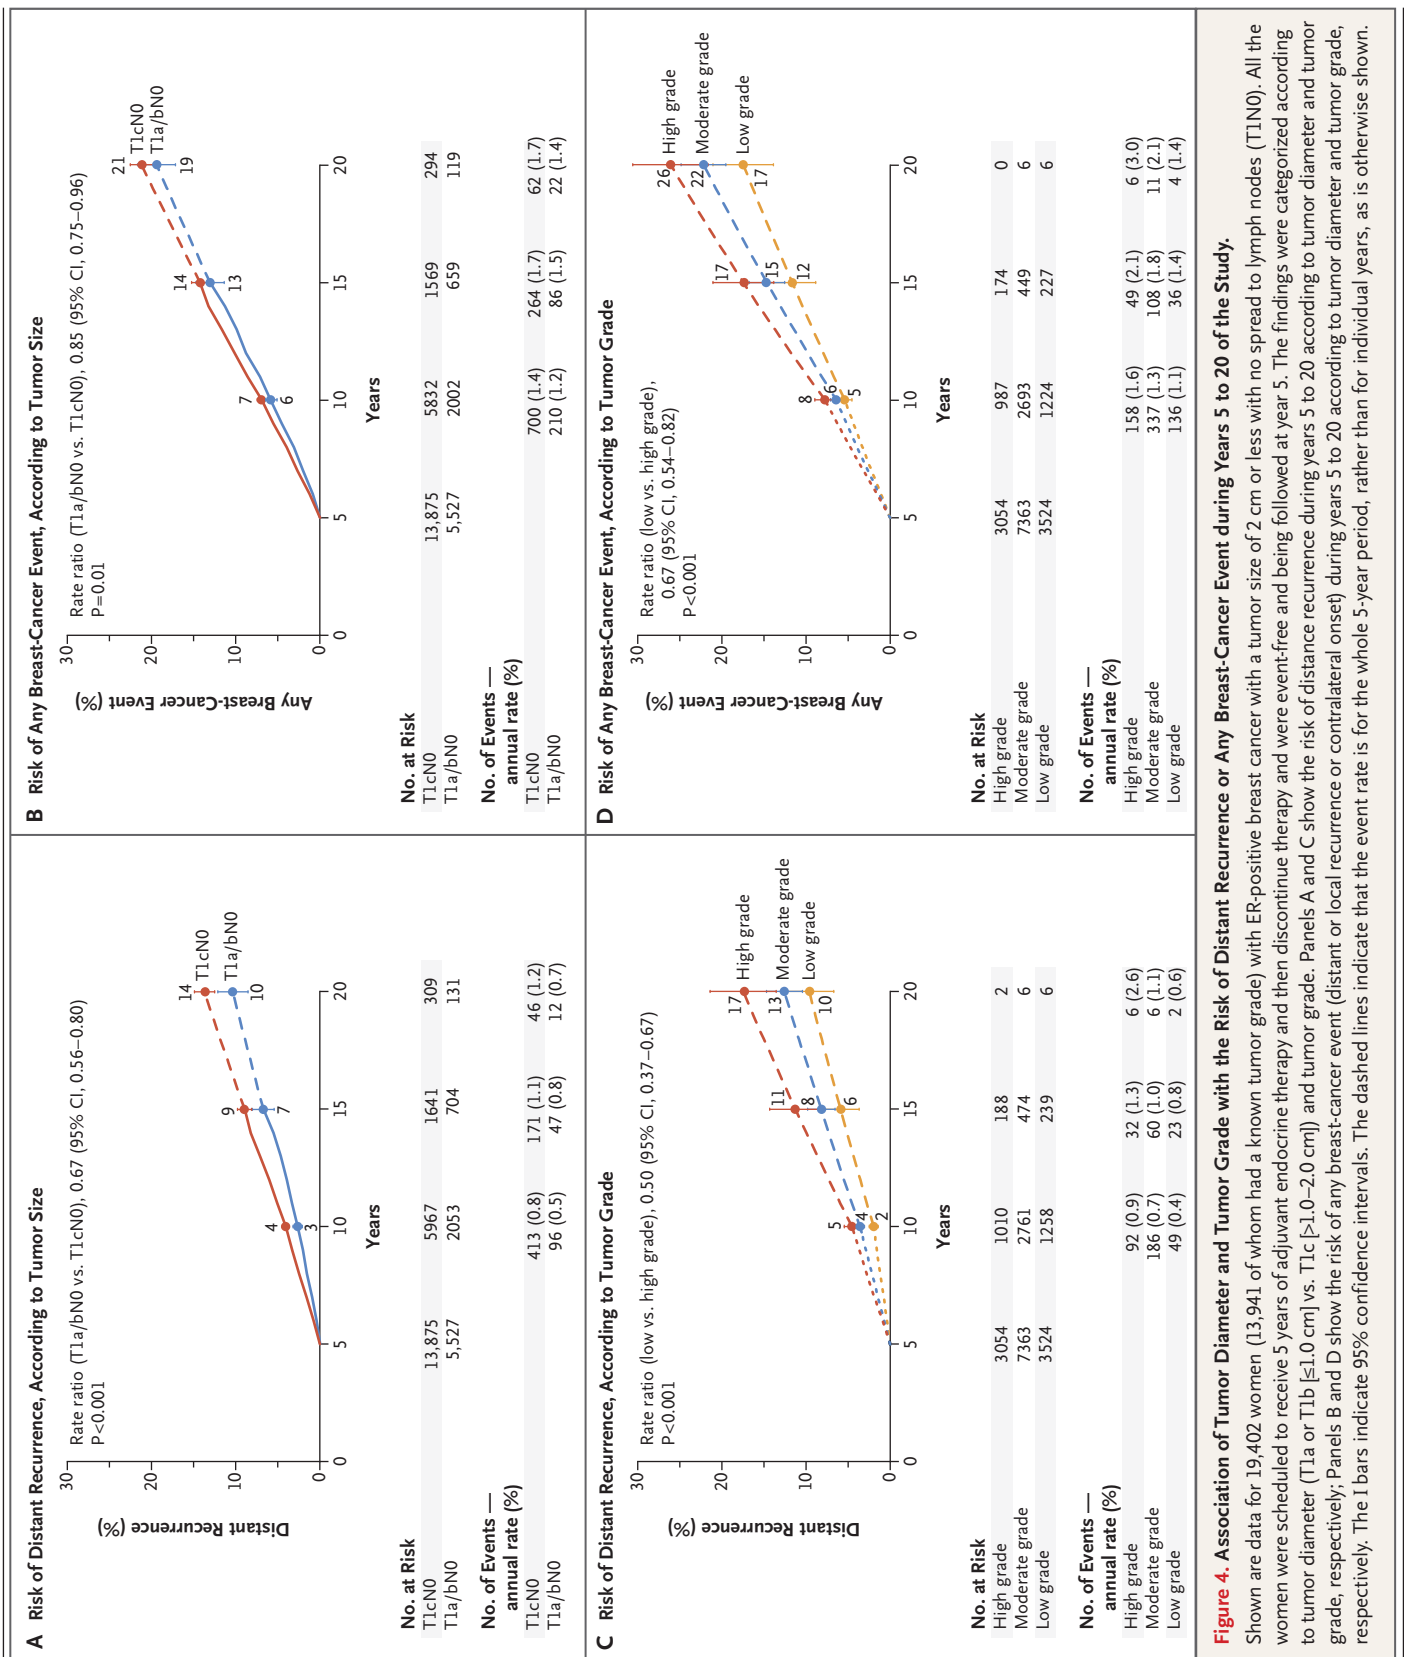 A Risk of Distant Recurrence, According to Tumor Size
Rate ratio (T1a/bN0 vs. T1cN0), 0.67 (95% CI, 0.56–0.80)
P<0.001
Distant Recurrence (%)
30
20
10
0
0 5 10 15 20
Years
4 9 14
3 7 10
T1cN0
T1a/bN0
No. at Risk
T1cN0 13,875 5967 1641 309
T1a/bN0 5,527 2053 704 131
No. of Events —
annual rate (%)
T1cN0 413 (0.8) 171 (1.1) 46 (1.2)
T1a/bN0 96 (0.5) 47 (0.8) 12 (0.7)
B Risk of Any Breast-Cancer Event, According to Tumor Size
Rate ratio (T1a/bN0 vs. T1cN0), 0.85 (95% CI, 0.75–0.96)
P=0.01
Any Breast-Cancer Event (%)
30
20
10
0
0 5 10 15 20
Years
7 14 21
6 13 19
T1cN0
T1a/bN0
No. at Risk
T1cN0 13,875 5832 1569 294
T1a/bN0 5,527 2002 659 119
No. of Events —
annual rate (%)
T1cN0 700 (1.4) 264 (1.7) 62 (1.7)
T1a/bN0 210 (1.2) 86 (1.5) 22 (1.4)
C Risk of Distant Recurrence, According to Tumor Grade
Rate ratio (low vs. high grade), 0.50 (95% CI, 0.37–0.67)
P<0.001
Distant Recurrence (%)
30
20
10
0
0 5 10 15 20
Years
5 11 17
4 8 13
2 6 10
High grade
Moderate grade
Low grade
No. at Risk
High grade 3054 1010 188 2
Moderate grade 7363 2761 474 6
Low grade 3524 1258 239 6
No. of Events —
annual rate (%)
High grade 92 (0.9) 32 (1.3) 6 (2.6)
Moderate grade 186 (0.7) 60 (1.0) 6 (1.1)
Low grade 49 (0.4) 23 (0.8) 2 (0.6)
D Risk of Any Breast-Cancer Event, According to Tumor Grade
Rate ratio (low vs. high grade),
0.67 (95% CI, 0.54–0.82)
P<0.001
Any Breast-Cancer Event (%)
30
20
10
0
0 5 10 15 20
Years
8 17 26
6 15 22
5 12 17
High grade
Moderate grade
Low grade
No. at Risk
High grade 3054 987 174 0
Moderate grade 7363 2693 449 6
Low grade 3524 1224 227 6
No. of Events —
annual rate (%)
High grade 158 (1.6) 49 (2.1) 6 (3.0)
Moderate grade 337 (1.3) 108 (1.8) 11 (2.1)
Low grade 136 (1.1) 36 (1.4) 4 (1.4)
Figure 4. Association of Tumor Diameter and Tumor Grade with the Risk of Distant Recurrence or Any Breast-Cancer Event during Years 5 to 20 of the Study.
Shown are data for 19,402 women (13,941 of whom had a known tumor grade) with ER-positive breast cancer with a tumor size of 2 cm or less with no spread to lymph nodes (T1N0). All the
women were scheduled to receive 5 years of adjuvant endocrine therapy and then discontinue therapy and were event-free and being followed at year 5. The findings were categorized according
to tumor diameter (T1a or T1b [≤1.0 cm] vs. T1c [>1.0–2.0 cm]) and tumor grade. Panels A and C show the risk of distance recurrence during years 5 to 20 according to tumor diameter and tumor
grade, respectively; Panels B and D show the risk of any breast-cancer event (distant or local recurrence or contralateral onset) during years 5 to 20 according to tumor diameter and tumor grade,
respectively. The I bars indicate 95% confidence intervals. The dashed lines indicate that the event rate is for the whole 5-year period, rather than for individual years, as is otherwise shown.